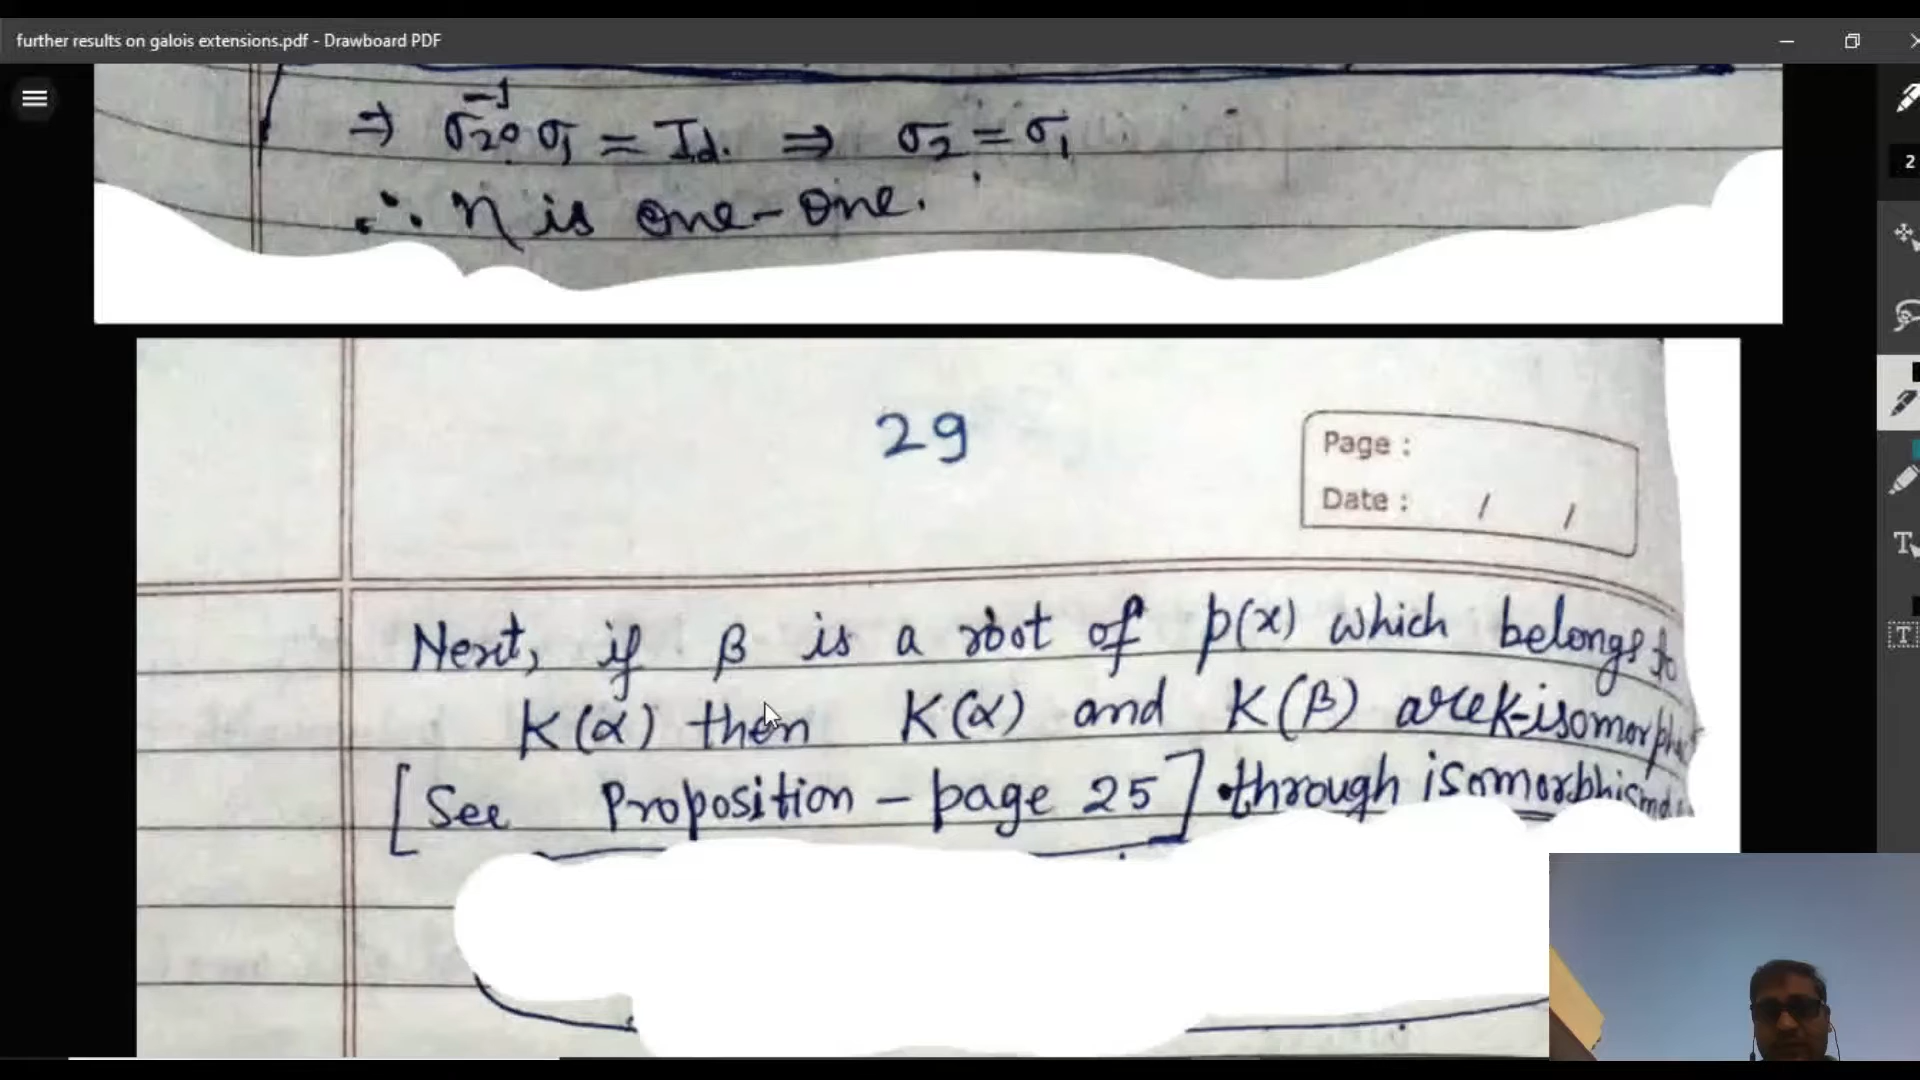 further results on galois extensions.pdf - Drawboard PDF
⇒ σ₂⁻¹∘σ₁ = Id. ⇒ σ₂ = σ₁
∴ η is one-one.
2
29
Page :
Date : / /
Next, if β is a root of p(x) which belongs to
K(α) then K(α) and K(β) are K-isomorphic
[See Proposition - page 25] through isomorphism